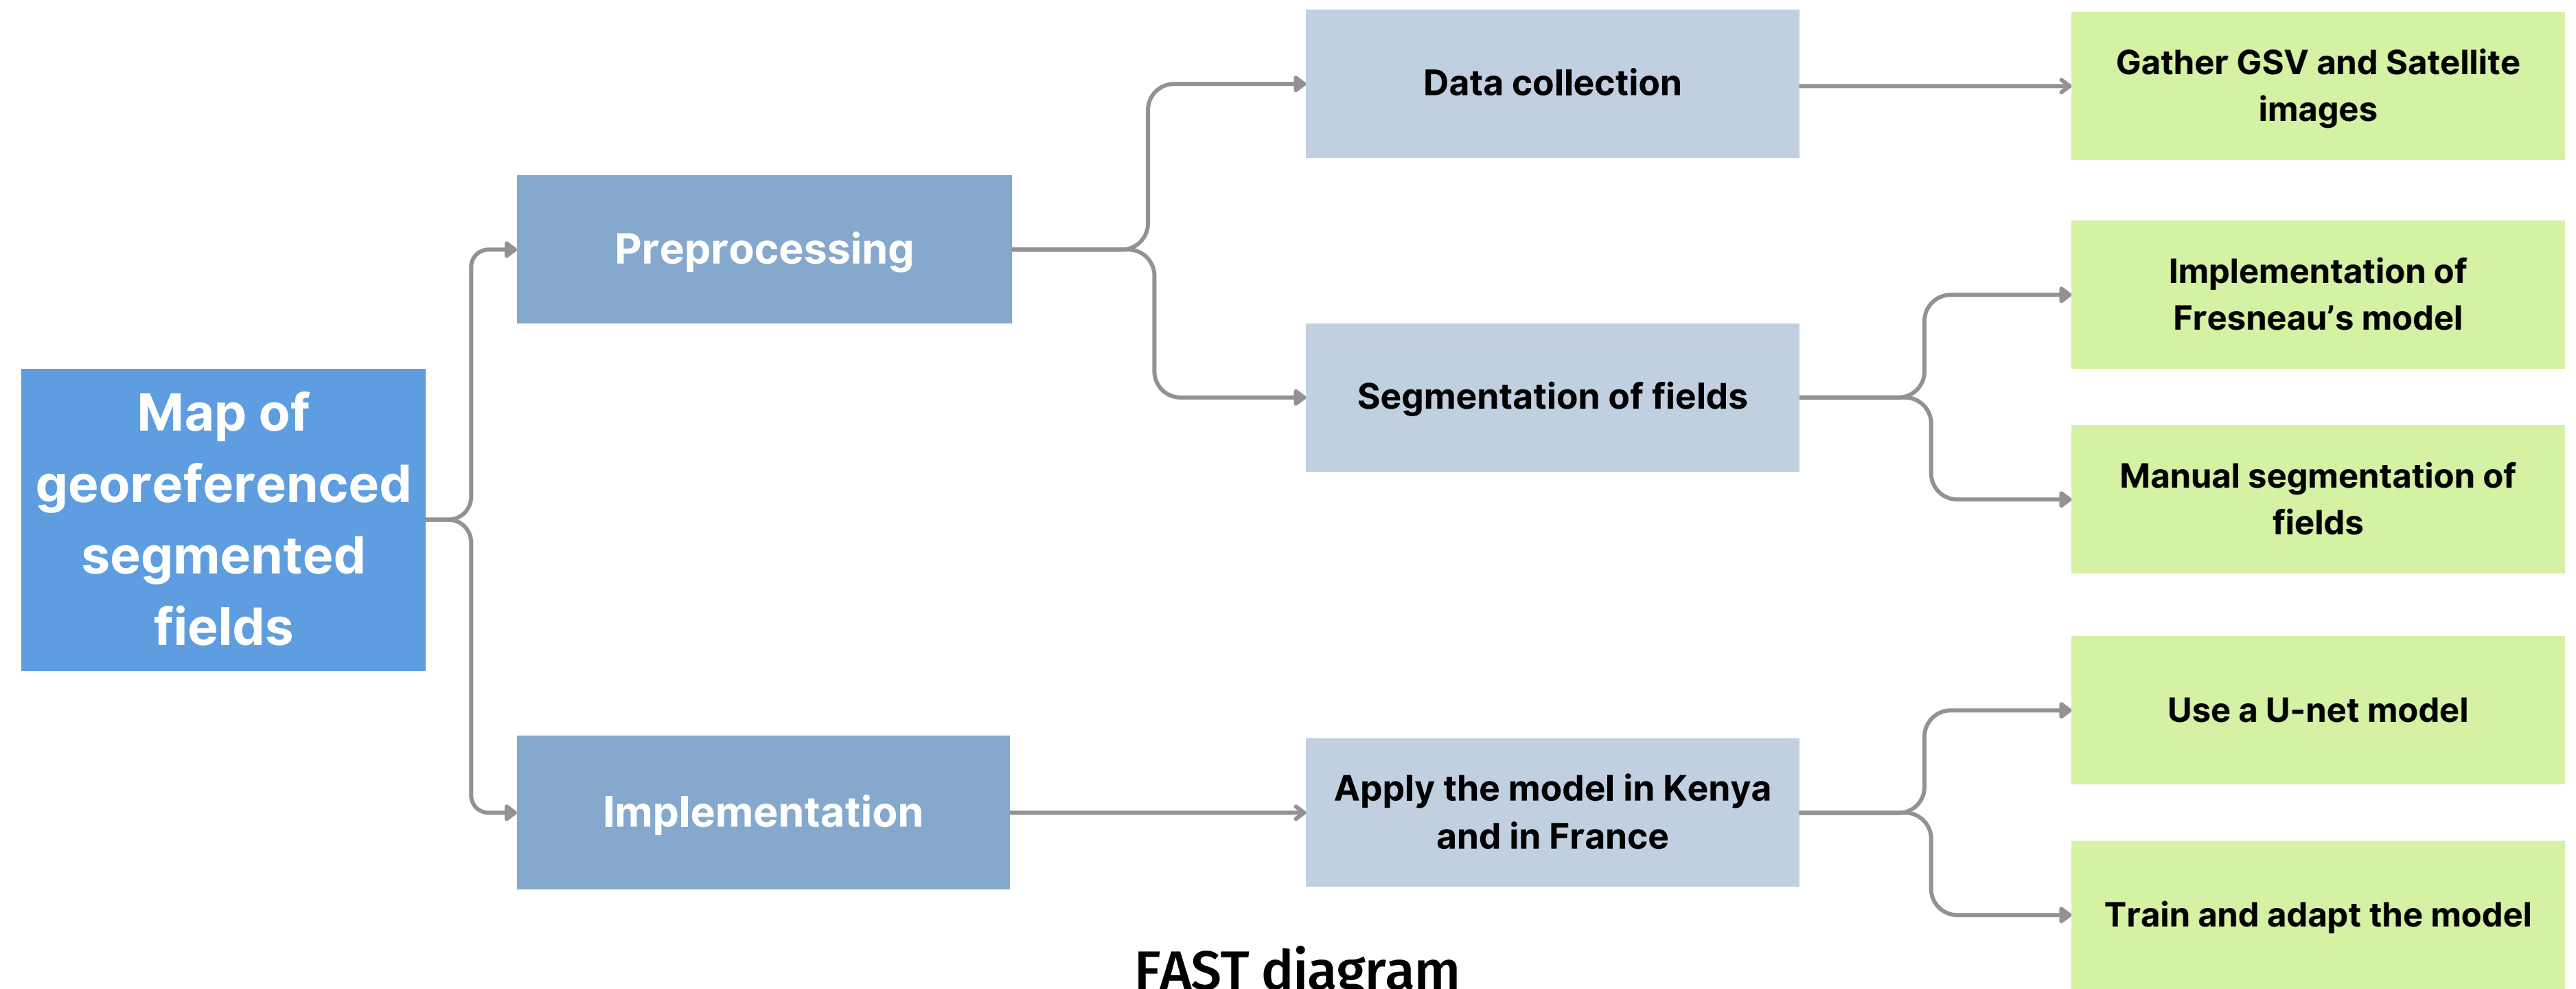 Map of
georeferenced
segmented
fields
Preprocessing
Implementation
Data collection
Segmentation of fields
Apply the model in Kenya
and in France
Gather GSV and Satellite
images
Implementation of
Fresneau’s model
Manual segmentation of
fields
Use a U-net model
Train and adapt the model
FAST diagram